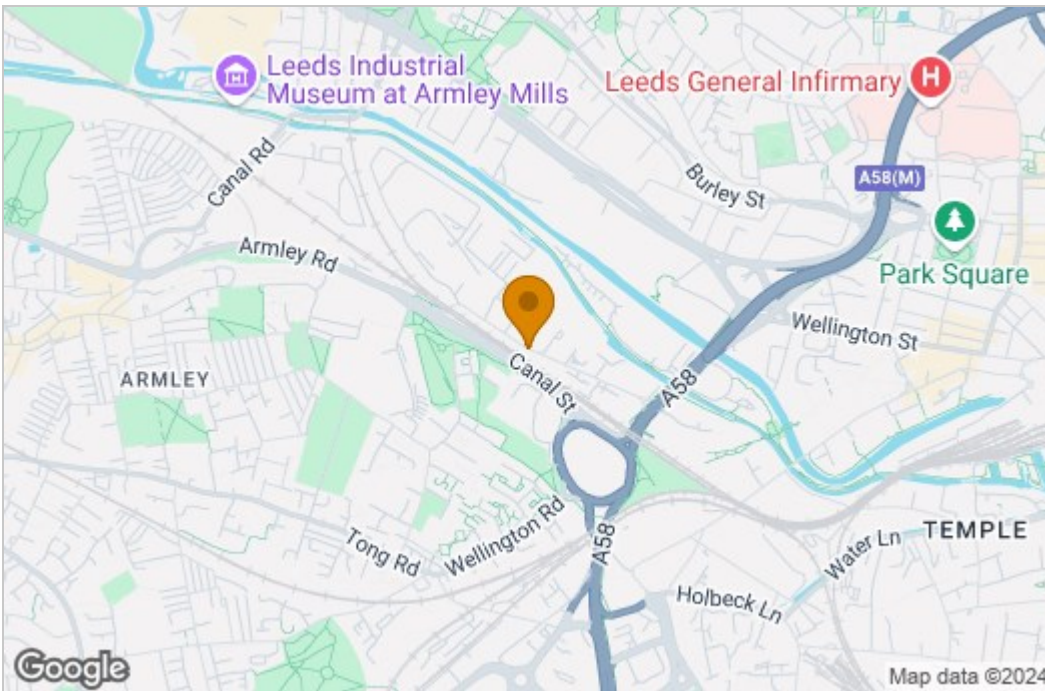 Leeds Industrial
Museum at Armley Mills
Leeds General Infirmary
H
Canal Rd
Burley St
A58(M)
Armley Rd
Park Square
Wellington St
ARMLEY
Canal St
A58
Tong Rd
Wellington Rd
A58
Water Ln
TEMPLE
Holbeck Ln
Google
Map data ©2024